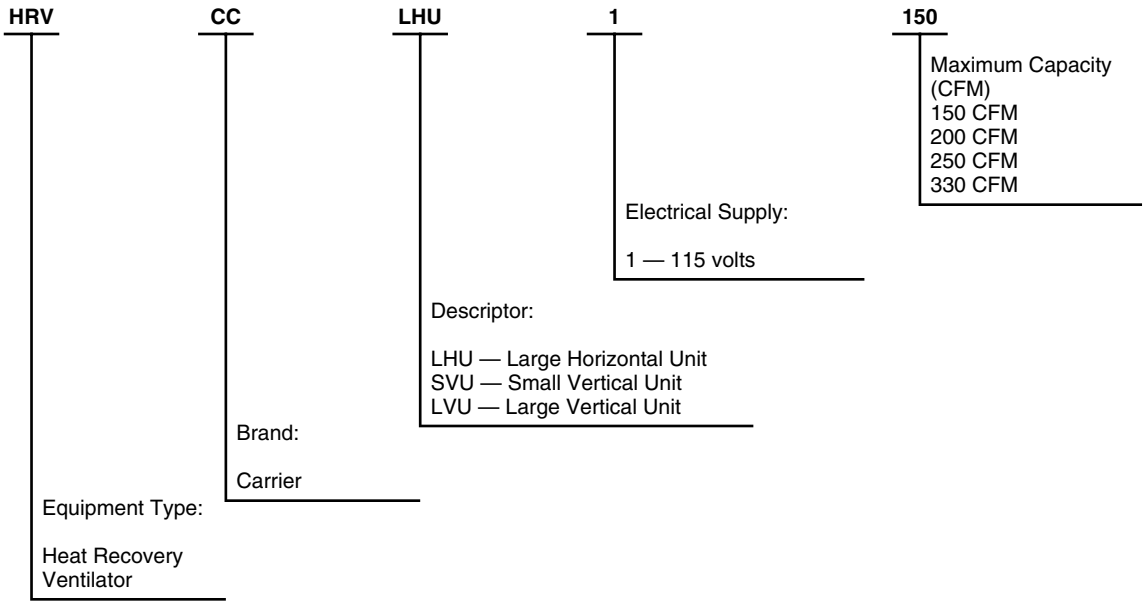 HRV CC LHU 1 150
Maximum Capacity
(CFM)
150 CFM
200 CFM
250 CFM
330 CFM
Electrical Supply:
1 — 115 volts
Descriptor:
LHU — Large Horizontal Unit
SVU — Small Vertical Unit
LVU — Large Vertical Unit
Brand:
Carrier
Equipment Type:
Heat Recovery
Ventilator